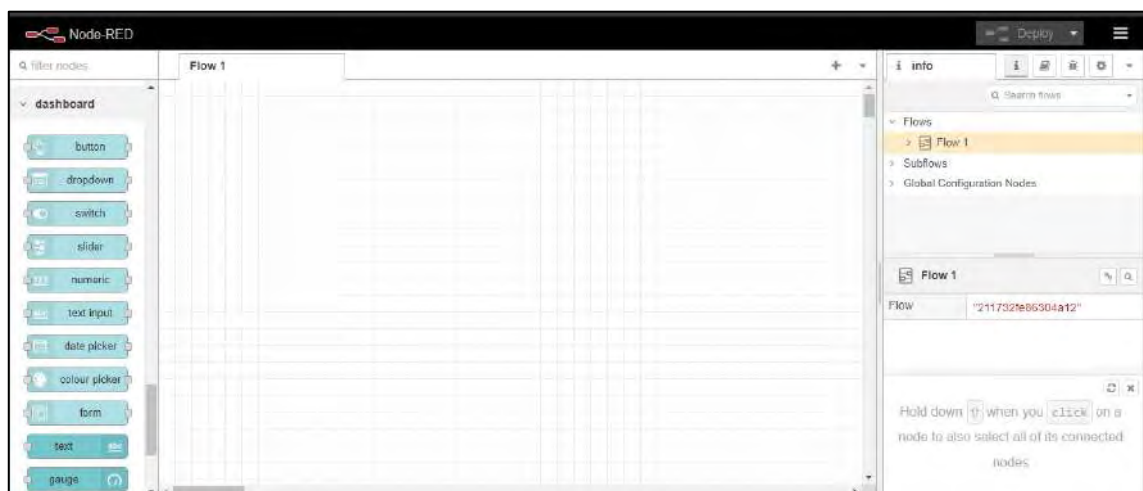 Node-RED
Deploy
filter nodes
Flow 1
i info
Search flows
dashboard
Flows
Flow 1
Subflows
Global Configuration Nodes
button
dropdown
switch
slider
numeric
text input
date picker
colour picker
form
text
abc
gauge
Flow 1
Flow
"211732fe86304a12"
Hold down ⇧ when you click on a
node to also select all of its connected
nodes